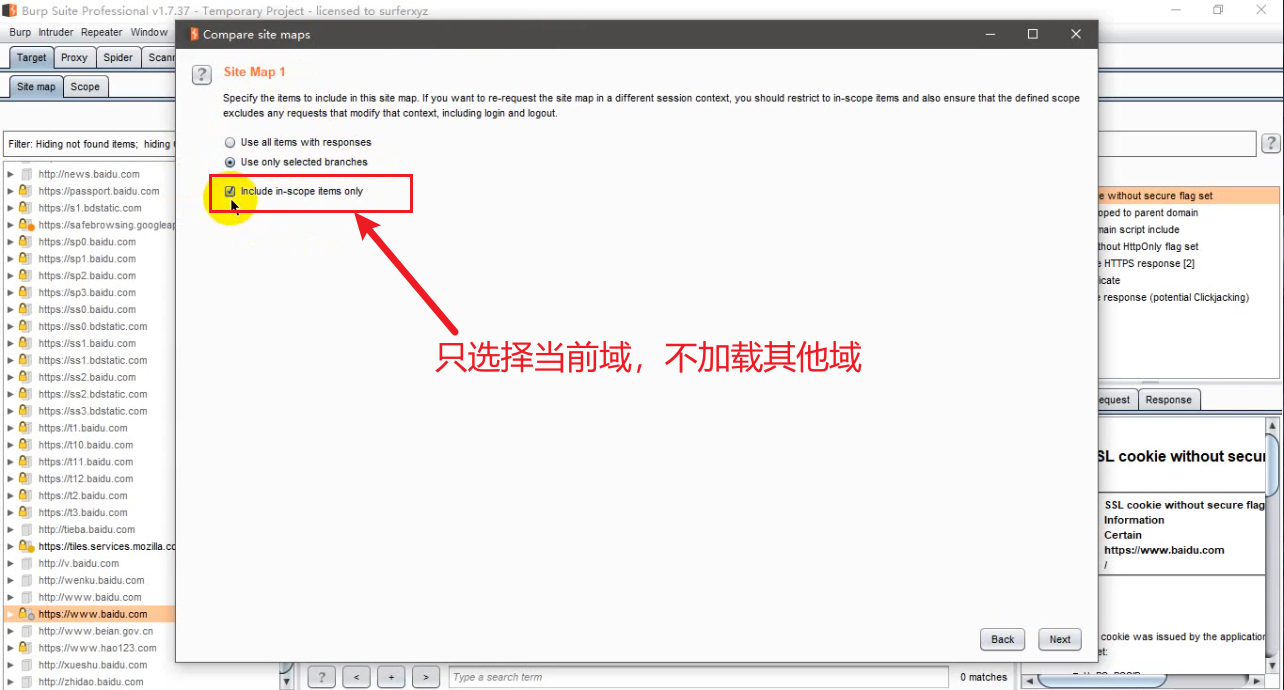 Burp Suite Professional v1.7.37 - Temporary Project - licensed to surferxyz
Burp Intruder Repeater Window
Compare site maps
Target Proxy Spider
Site map Scope
? Site Map 1
Specify the items to include in this site map. If you want to re-request the site map in a different session context, you should restrict to in-scope items and also ensure that the defined scope
excludes any requests that modify that context, including login and logout.
Use all items with responses
Use only selected branches
Include in-scope items only
只选择当前域，不加载其他域
Back Next
Filter: Hiding not found items; hiding
http://news.baidu.com
https://passport.baidu.com
https://s1.bdstatic.com
https://safebrowsing.googleap
https://sp0.baidu.com
https://sp1.baidu.com
https://sp2.baidu.com
https://sp3.baidu.com
https://ss0.baidu.com
https://ss0.bdstatic.com
https://ss1.baidu.com
https://ss1.bdstatic.com
https://ss2.baidu.com
https://ss2.bdstatic.com
https://ss3.bdstatic.com
https://t1.baidu.com
https://t10.baidu.com
https://t11.baidu.com
https://t12.baidu.com
https://t2.baidu.com
https://t3.baidu.com
http://tieba.baidu.com
https://tiles.services.mozilla.co
http://v.baidu.com
http://wenku.baidu.com
http://www.baidu.com
https://www.baidu.com
http://www.beian.gov.cn
https://www.hao123.com
http://xueshu.baidu.com
http://zhidao.baidu.com
?
e without secure flag set
oped to parent domain
main script include
thout HttpOnly flag set
e HTTPS response [2]
icate
e response (potential Clickjacking)
equest Response
SL cookie without secu
SSL cookie without secure flag
Information
Certain
https://www.baidu.com
/
cookie was issued by the application
et:
? < + > Type a search term 0 matches